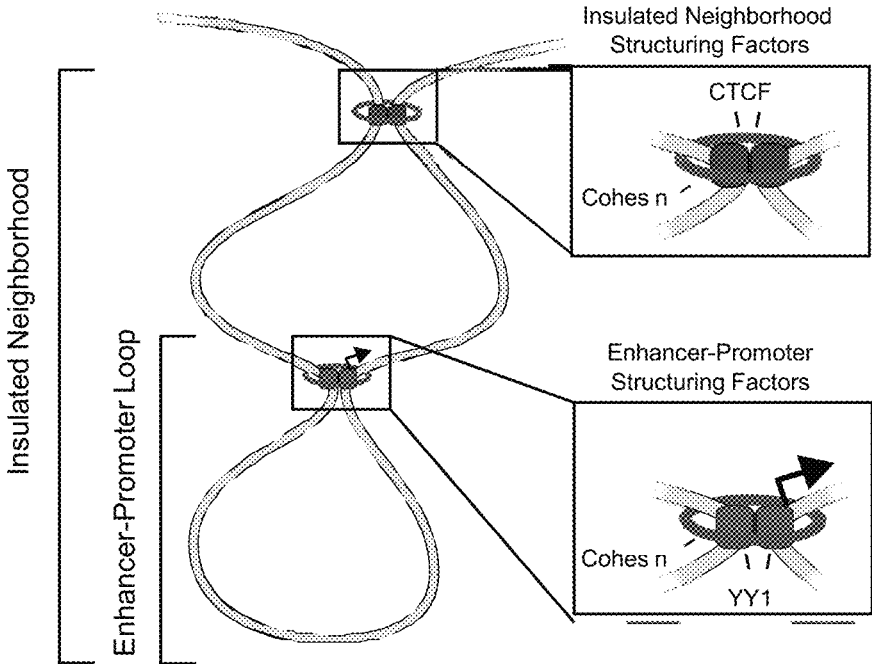 Insulated Neighborhood
Structuring Factors
CTCF
Cohes n
Insulated Neighborhood
Enhancer-Promoter Loop
Enhancer-Promoter
Structuring Factors
Cohes n
YY1